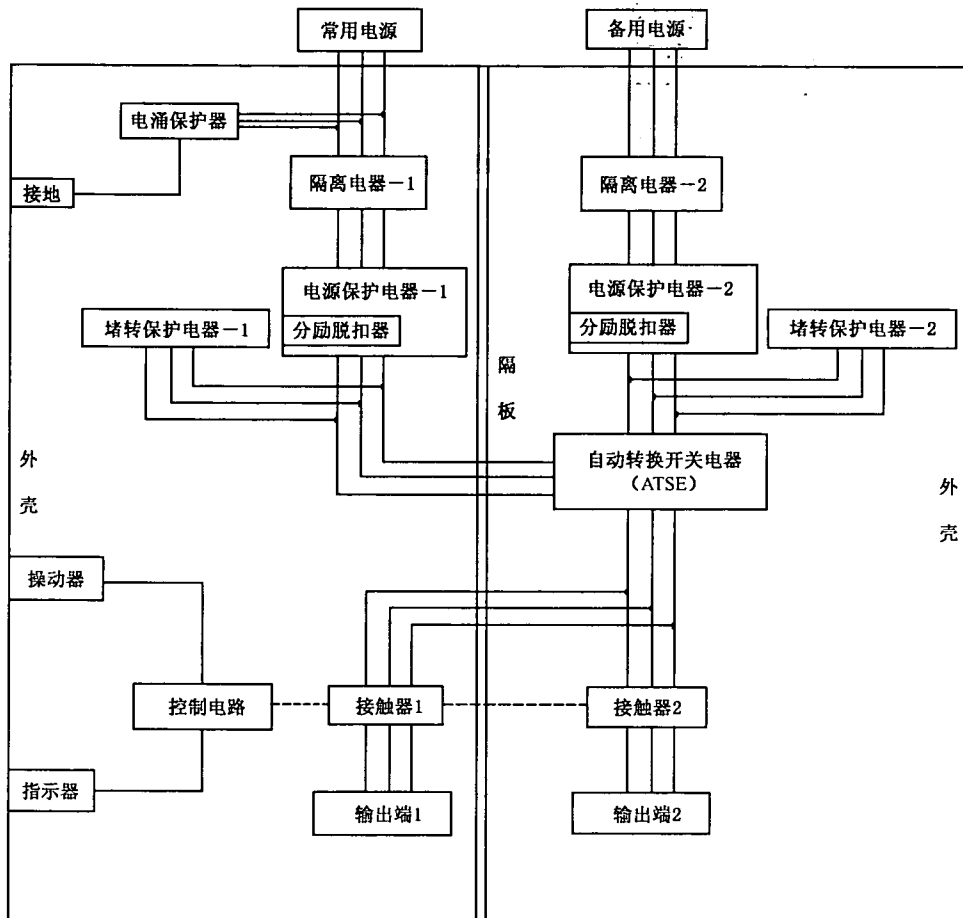 常用电源
备用电源
电涌保护器
接地
隔离电器-1
隔离电器-2
电源保护电器-1
分励脱扣器
电源保护电器-2
分励脱扣器
堵转保护电器-1
堵转保护电器-2
隔
板
自动转换开关电器
(ATSE)
外
壳
外
壳
操动器
控制电路
接触器1
接触器2
指示器
输出端1
输出端2